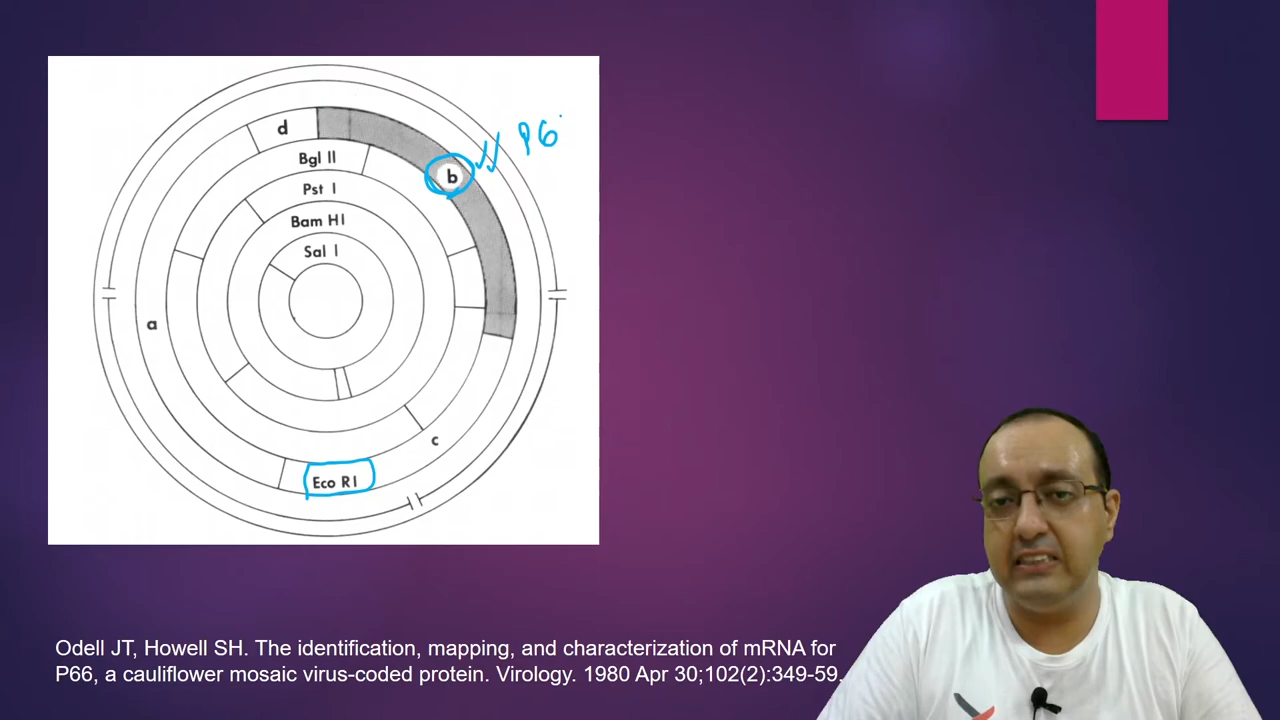 d
Bgl II
b
P6
Pst I
Bam HI
Sal I
a
c
Eco RI
Odell JT, Howell SH. The identification, mapping, and characterization of mRNA for
P66, a cauliflower mosaic virus-coded protein. Virology. 1980 Apr 30;102(2):349-59.